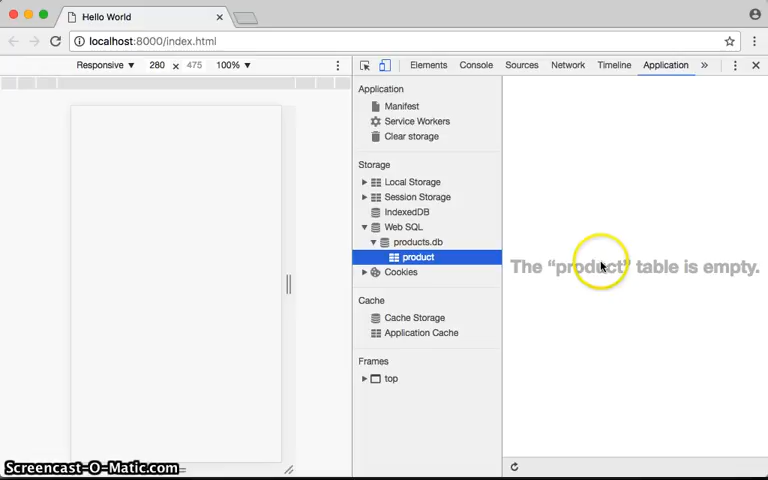 Hello World
localhost:8000/index.html
Responsive 280 × 475 100%
Elements Console Sources Network Timeline Application »
Application
Manifest
Service Workers
Clear storage
Storage
Local Storage
Session Storage
IndexedDB
Web SQL
products.db
product
Cookies
Cache
Cache Storage
Application Cache
Frames
top
The “product” table is empty.
Screencast-O-Matic.com